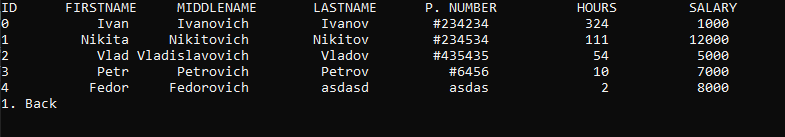 ID FIRSTNAME MIDDLENAME LASTNAME P. NUMBER HOURS SALARY
0 Ivan Ivanovich Ivanov #234234 324 1000
1 Nikita Nikitovich Nikitov #234534 111 12000
2 Vlad Vladislavovich Vladov #435435 54 5000
3 Petr Petrovich Petrov #6456 10 7000
4 Fedor Fedorovich asdasd asdas 2 8000
1. Back